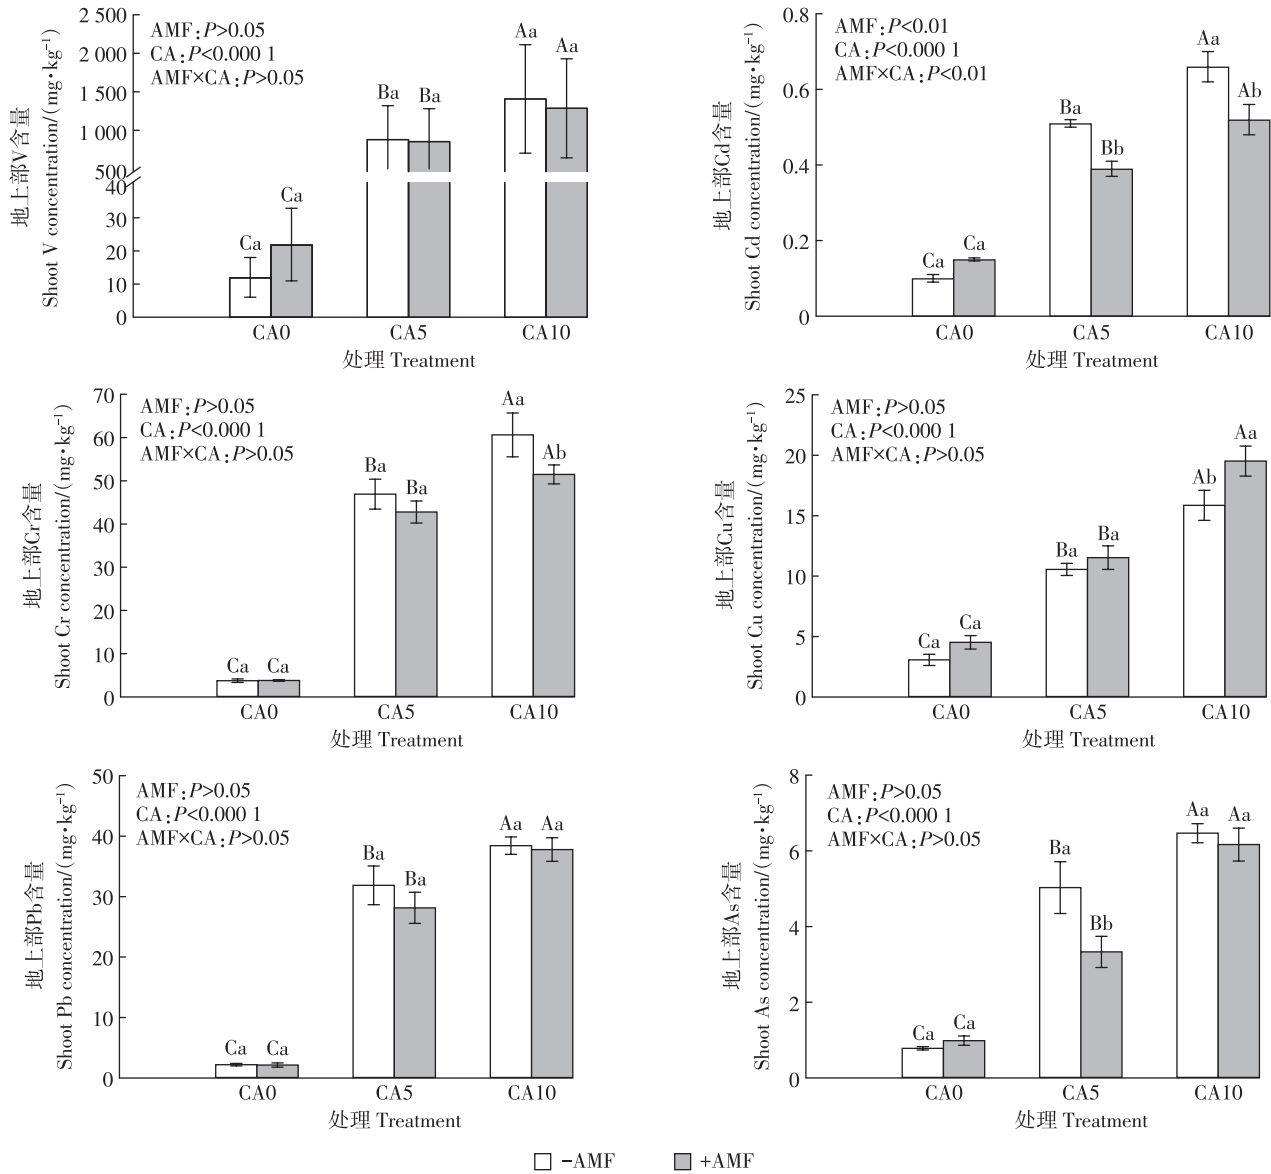 地上部V含量
Shoot V concentration/(mg·kg⁻¹)
2 500
2 000
1 500
1 000
500
40
30
20
10
0
AMF:P>0.05
CA:P<0.000 1
AMF×CA:P>0.05
Ca
Ca
Ba
Ba
Aa
Aa
CA0
CA5
CA10
处理 Treatment
地上部Cd含量
Shoot Cd concentration/(mg·kg⁻¹)
0.8
0.6
0.4
0.2
0
AMF:P<0.01
CA:P<0.000 1
AMF×CA:P<0.01
Ca
Ca
Ba
Bb
Aa
Ab
CA0
CA5
CA10
处理 Treatment
地上部Cr含量
Shoot Cr concentration/(mg·kg⁻¹)
70
60
50
40
30
20
10
0
AMF:P>0.05
CA:P<0.000 1
AMF×CA:P>0.05
Ca
Ca
Ba
Ba
Aa
Ab
CA0
CA5
CA10
处理 Treatment
地上部Cu含量
Shoot Cu concentration/(mg·kg⁻¹)
25
20
15
10
5
0
AMF:P>0.05
CA:P<0.000 1
AMF×CA:P>0.05
Ca
Ca
Ba
Ba
Ab
Aa
CA0
CA5
CA10
处理 Treatment
地上部Pb含量
Shoot Pb concentration/(mg·kg⁻¹)
50
40
30
20
10
0
AMF:P>0.05
CA:P<0.000 1
AMF×CA:P>0.05
Ca
Ca
Ba
Ba
Aa
Aa
CA0
CA5
CA10
处理 Treatment
地上部As含量
Shoot As concentration/(mg·kg⁻¹)
8
6
4
2
0
AMF:P>0.05
CA:P<0.000 1
AMF×CA:P>0.05
Ca
Ca
Ba
Bb
Aa
Aa
CA0
CA5
CA10
处理 Treatment
−AMF
+AMF